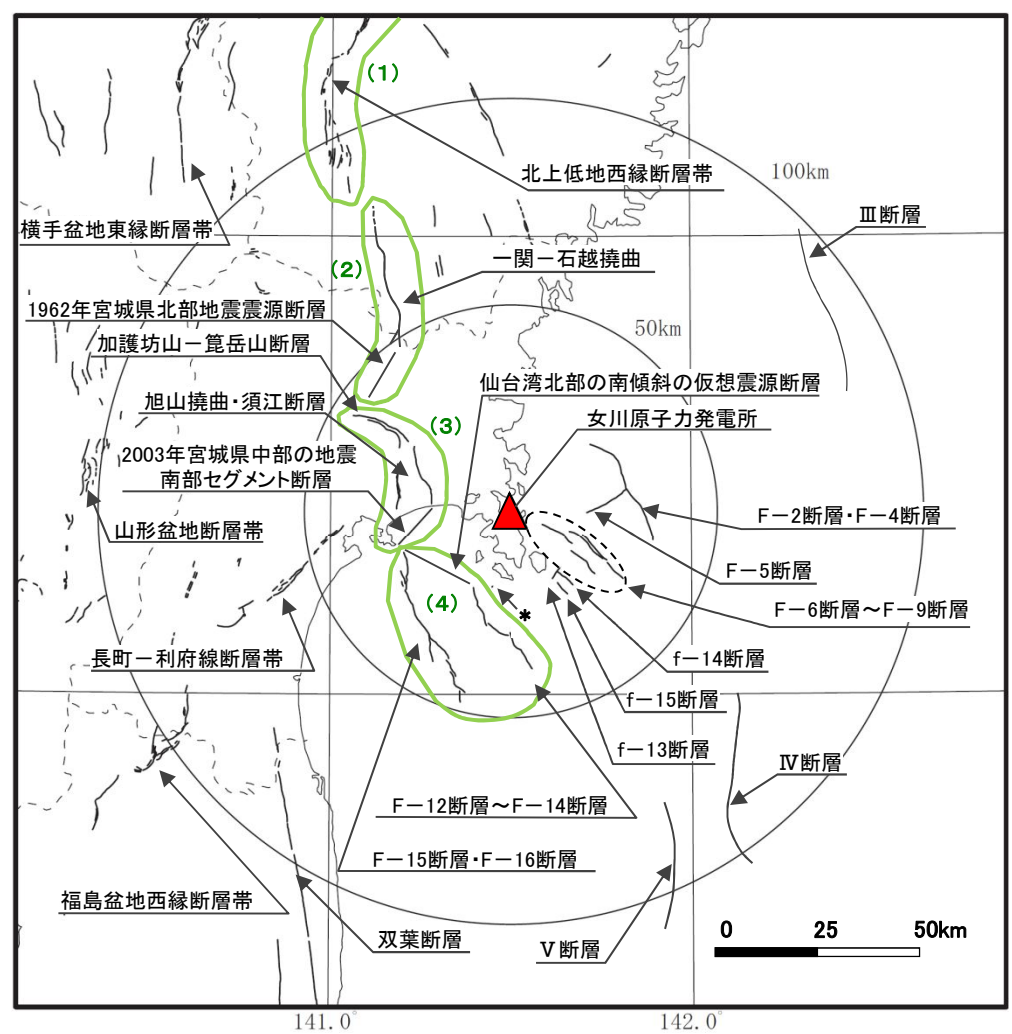 (1)
北上低地西縁断層帯
100km
Ⅲ断層
横手盆地東縁断層帯
(2)
一関－石越撓曲
1962年宮城県北部地震震源断層
50km
加護坊山－箟岳山断層
仙台湾北部の南傾斜の仮想震源断層
旭山撓曲・須江断層
(3)
女川原子力発電所
2003年宮城県中部の地震
南部セグメント断層
F－2断層・F－4断層
山形盆地断層帯
F－5断層
(4)
*
F－6断層～F－9断層
長町－利府線断層帯
f－14断層
f－15断層
f－13断層
Ⅳ断層
F－12断層～F－14断層
F－15断層・F－16断層
福島盆地西縁断層帯
双葉断層
Ⅴ断層
0 25 50km
141.0° 142.0°